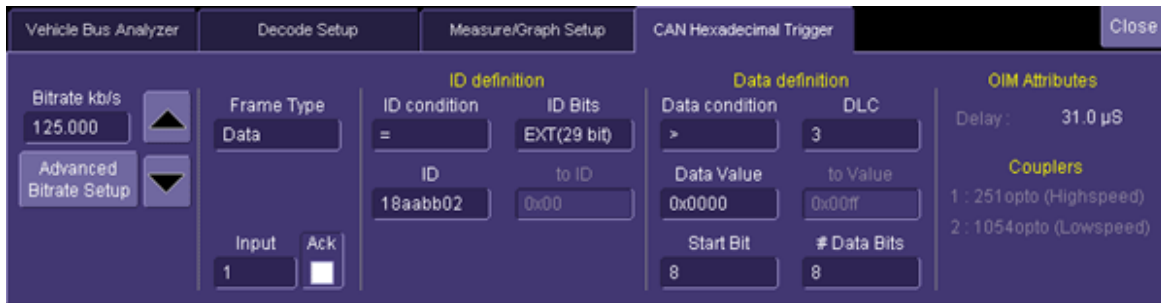 Vehicle Bus Analyzer
Decode Setup
Measure/Graph Setup
CAN Hexadecimal Trigger
Close
Bitrate kb/s
125.000
Advanced
Bitrate Setup
Frame Type
Data
Input
Ack
1
ID definition
ID condition
ID Bits
=
EXT(29 bit)
ID
to ID
18aabb02
0x00
Data definition
Data condition
DLC
>
3
Data Value
to Value
0x0000
0x00ff
Start Bit
# Data Bits
8
8
OIM Attributes
Delay : 31.0 µS
Couplers
1 : 251opto (Highspeed)
2 : 1054opto (Lowspeed)